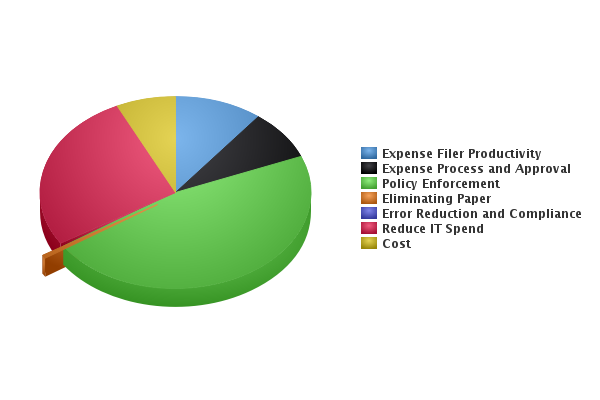 Expense Filer Productivity
Expense Process and Approval
Policy Enforcement
Eliminating Paper
Error Reduction and Compliance
Reduce IT Spend
Cost